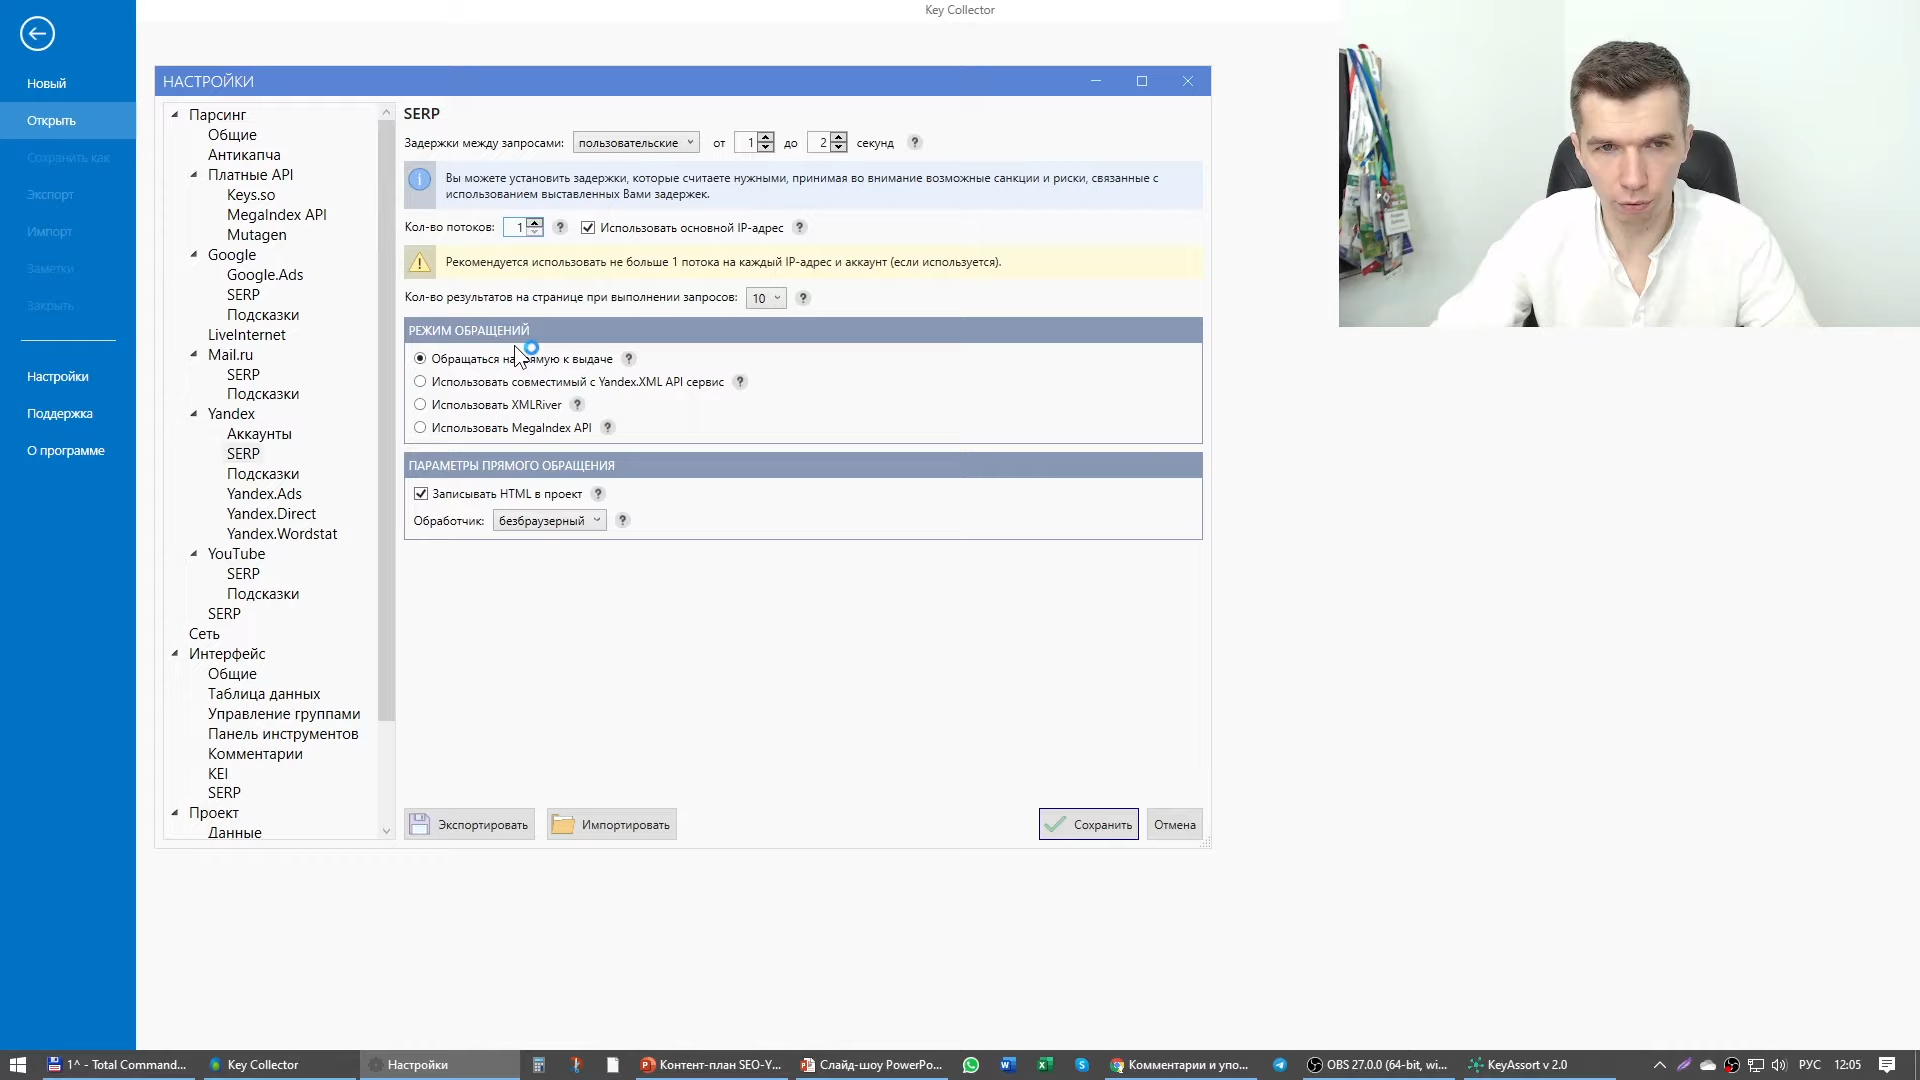 Key Collector
Новый
Открыть
Сохранить как
Экспорт
Импорт
Заметки
Закрыть
Настройки
Поддержка
О программе
НАСТРОЙКИ
Парсинг
Общие
Антикапча
Платные API
Keys.so
MegaIndex API
Mutagen
Google
Google.Ads
SERP
Подсказки
LiveInternet
Mail.ru
SERP
Подсказки
Yandex
Аккаунты
SERP
Подсказки
Yandex.Ads
Yandex.Direct
Yandex.Wordstat
YouTube
SERP
Подсказки
SERP
Сеть
Интерфейс
Общие
Таблица данных
Управление группами
Панель инструментов
Комментарии
KEI
SERP
Проект
Данные
SERP
Задержки между запросами: пользовательские от 1 до 2 секунд ?
Вы можете установить задержки, которые считаете нужными, принимая во внимание возможные санкции и риски, связанные с
использованием выставленных Вами задержек.
Кол-во потоков: 1 ? Использовать основной IP-адрес ?
Рекомендуется использовать не больше 1 потока на каждый IP-адрес и аккаунт (если используется).
Кол-во результатов на странице при выполнении запросов: 10 ?
РЕЖИМ ОБРАЩЕНИЙ
Обращаться напрямую к выдаче ?
Использовать совместимый с Yandex.XML API сервис ?
Использовать XMLRiver ?
Использовать MegaIndex API ?
ПАРАМЕТРЫ ПРЯМОГО ОБРАЩЕНИЯ
Записывать HTML в проект ?
Обработчик: безбраузерный ?
Экспортировать Импортировать Сохранить Отмена
1^ - Total Command... Key Collector Настройки Контент-план SEO-Y... Слайд-шоу PowerPo... Комментарии и упо... OBS 27.0.0 (64-bit, wi... KeyAssort v 2.0 РУС 12:05